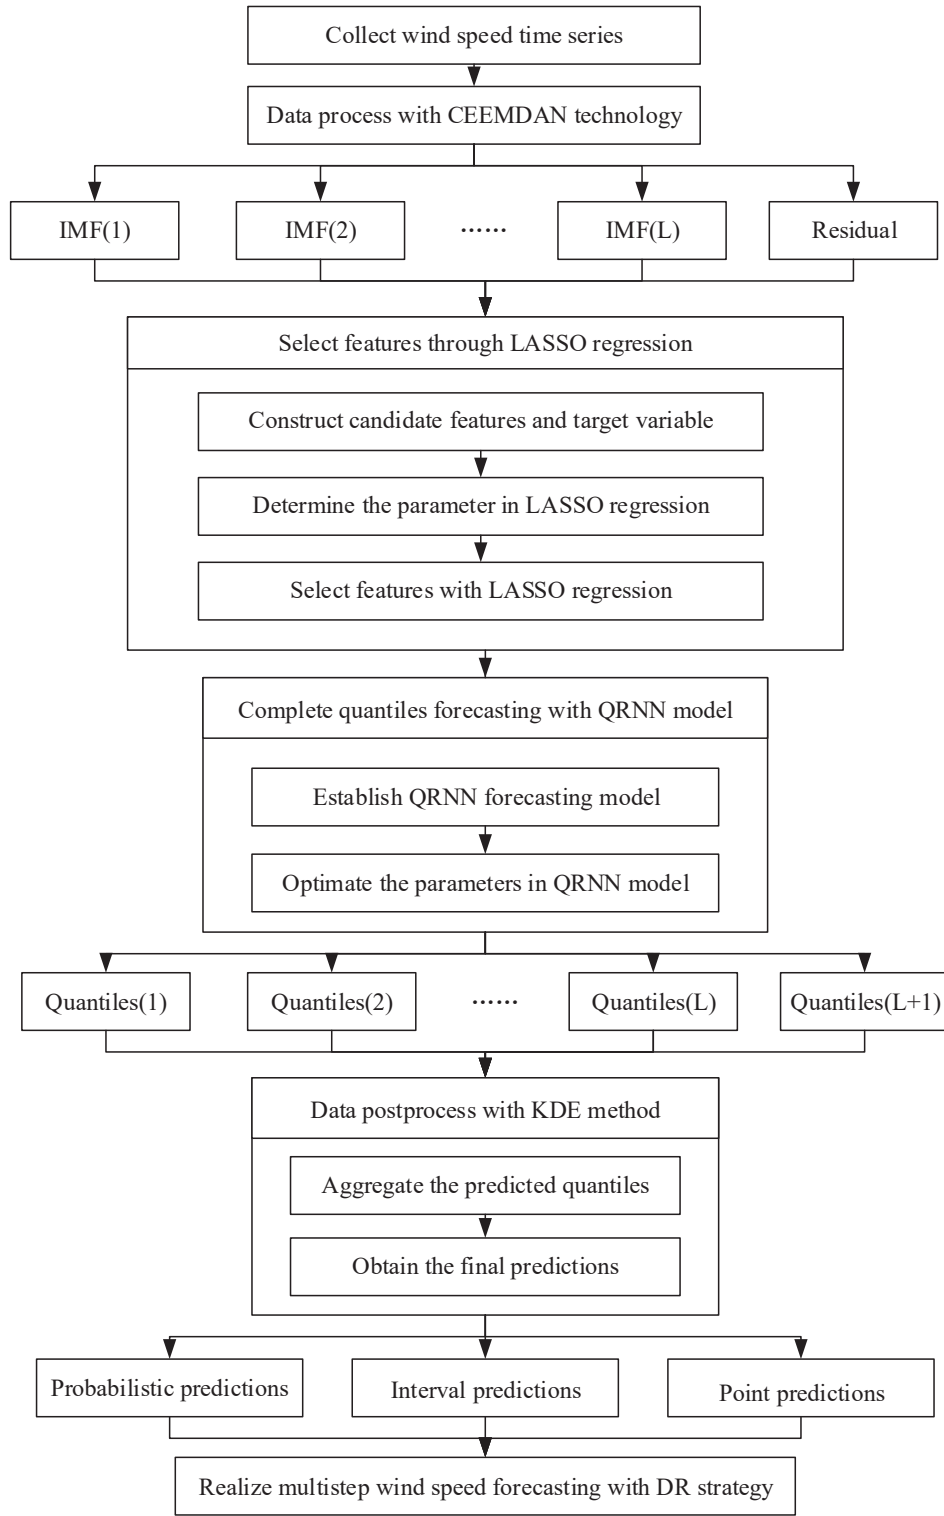 Collect wind speed time series
Data process with CEEMDAN technology
IMF(1)
IMF(2)
······
IMF(L)
Residual
Select features through LASSO regression
Construct candidate features and target variable
Determine the parameter in LASSO regression
Select features with LASSO regression
Complete quantiles forecasting with QRNN model
Establish QRNN forecasting model
Optimate the parameters in QRNN model
Quantiles(1)
Quantiles(2)
······
Quantiles(L)
Quantiles(L+1)
Data postprocess with KDE method
Aggregate the predicted quantiles
Obtain the final predictions
Probabilistic predictions
Interval predictions
Point predictions
Realize multistep wind speed forecasting with DR strategy